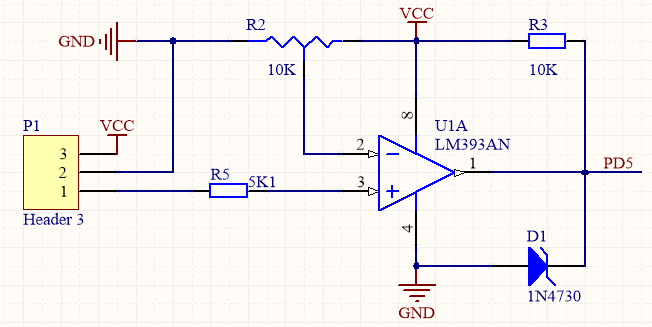 VCC
R2
R3
GND
10K
10K
P1
VCC
U1A
8
LM393AN
3
2
2
1
PD5
1
R5
5K1
3
Header 3
4
D1
1N4730
GND